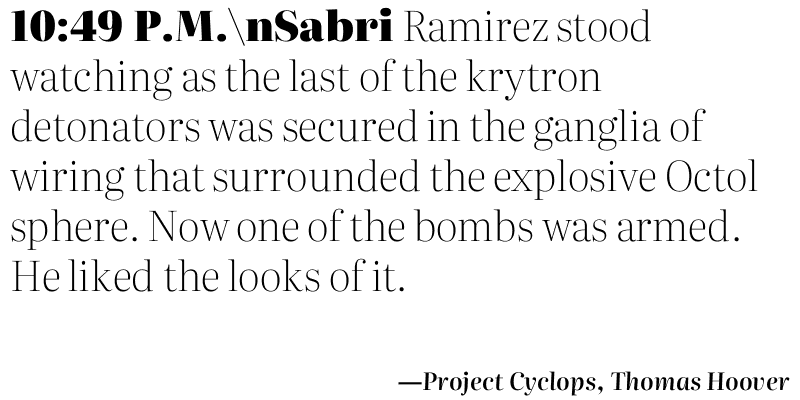 10:49 P.M.\nSabri Ramirez stood
watching as the last of the krytron
detonators was secured in the ganglia of
wiring that surrounded the explosive Octol
sphere. Now one of the bombs was armed.
He liked the looks of it.
—Project Cyclops, Thomas Hoover